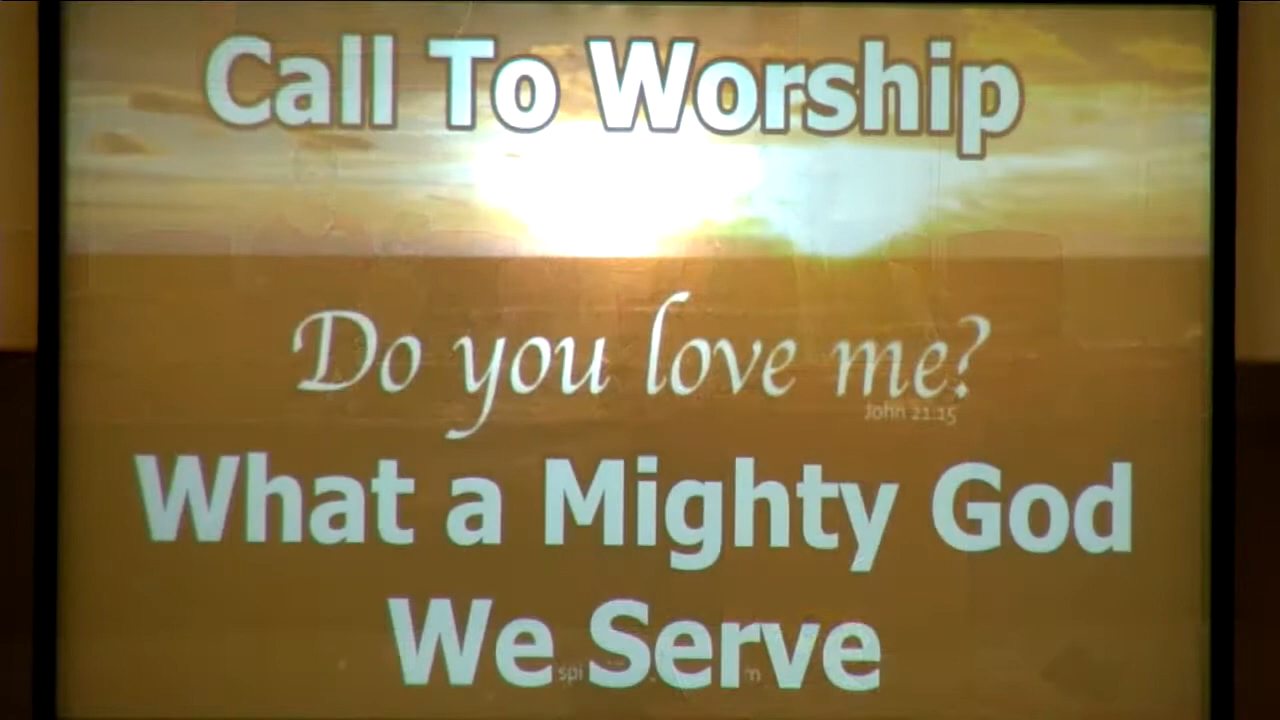 Call To Worship
Do you love me?
John 21:15
What a Mighty God
We Serve